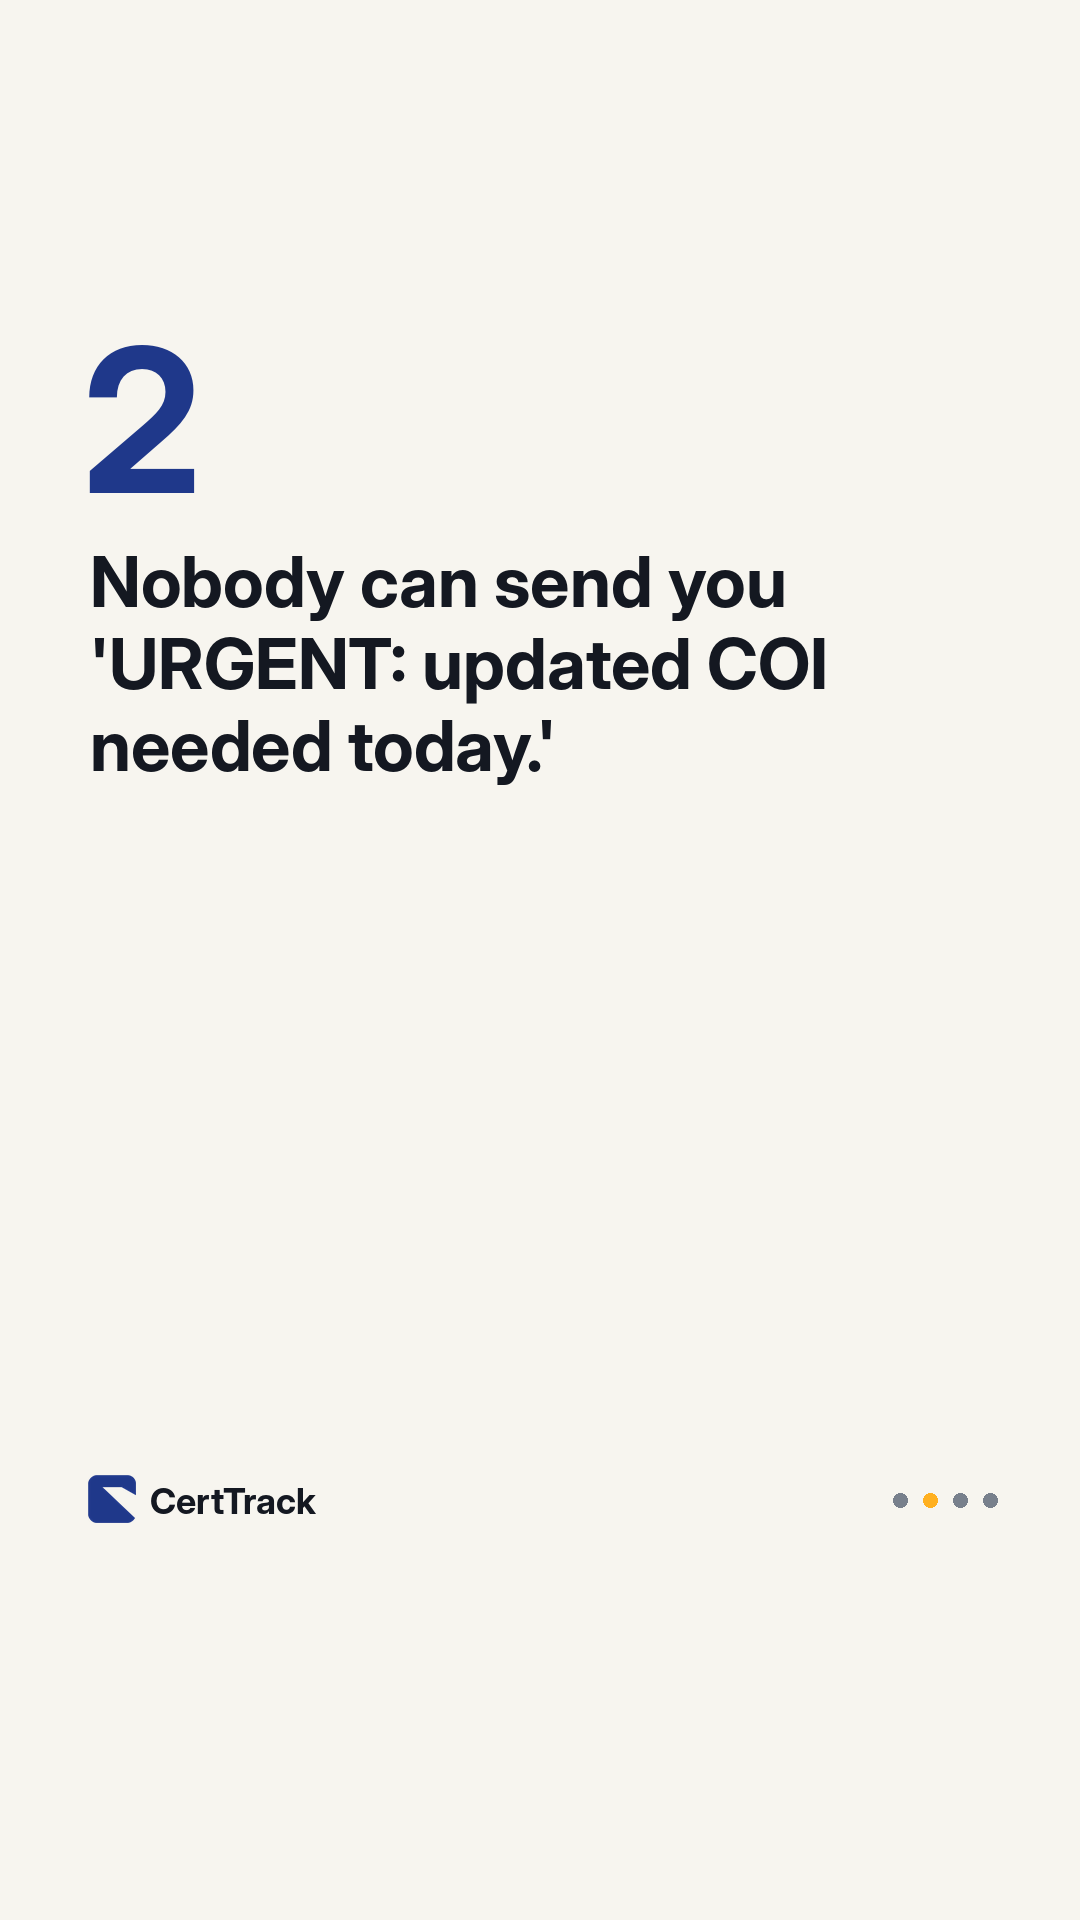 2
Nobody can send you
'URGENT: updated COI
needed today.'
CertTrack